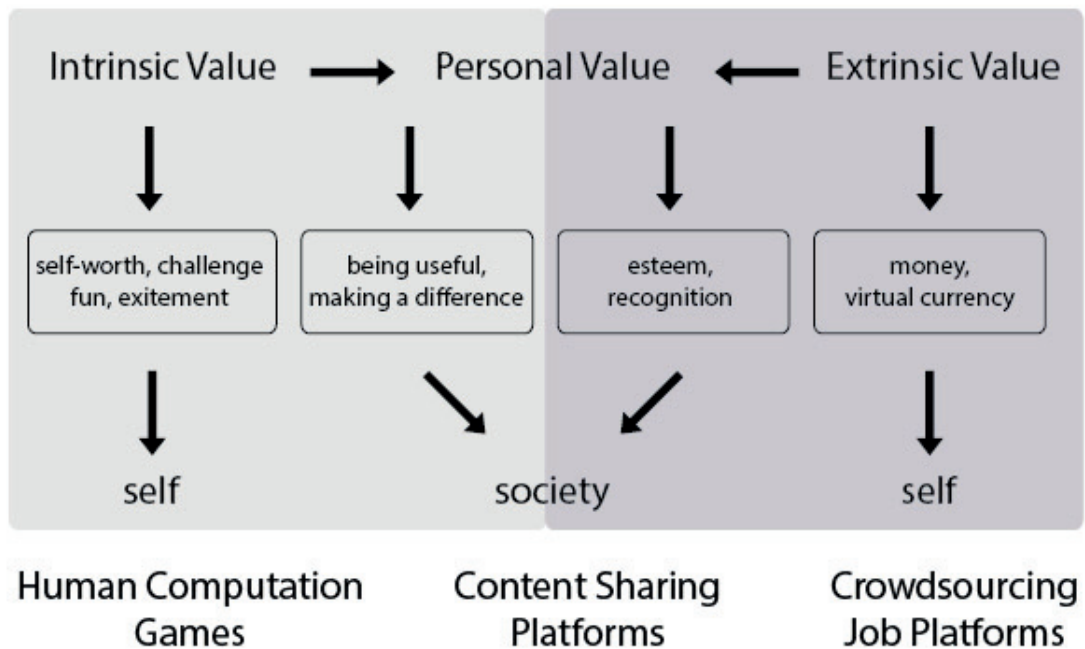 Intrinsic Value
Personal Value
Extrinsic Value
self-worth, challenge
fun, exitement
being useful,
making a difference
esteem,
recognition
money,
virtual currency
self
society
self
Human Computation
Games
Content Sharing
Platforms
Crowdsourcing
Job Platforms